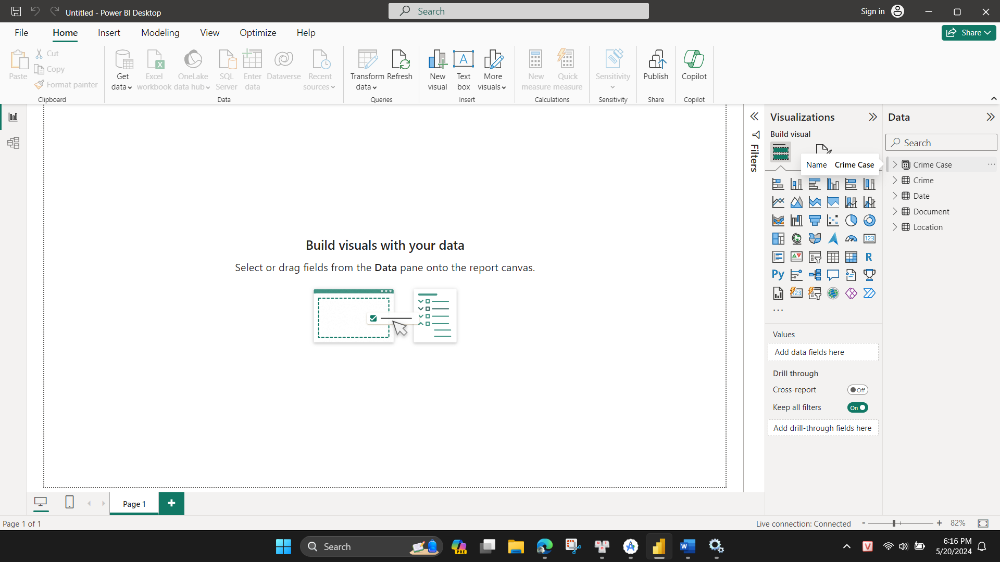 Untitled - Power BI Desktop
Search
Sign in
File
Home
Insert
Modeling
View
Optimize
Help
Share
Paste
Cut
Copy
Format painter
Clipboard
Get
data
Excel
workbook
OneLake
data hub
SQL
Server
Enter
data
Dataverse
Recent
sources
Data
Transform
data
Refresh
Queries
New
visual
Text
box
More
visuals
Insert
New
measure
Quick
measure
Calculations
Sensitivity
Sensitivity
Publish
Share
Copilot
Copilot
Build visuals with your data
Select or drag fields from the Data pane onto the report canvas.
Filters
Visualizations
Build visual
Name Crime Case
123
R
Py
123
Values
Add data fields here
Drill through
Cross-report
Off
Keep all filters
On
Add drill-through fields here
Data
Search
Crime Case
Crime
Date
Document
Location
Page 1
Page 1 of 1
Live connection: Connected
- + 82%
Search
PRE
W
V
6:16 PM
5/20/2024